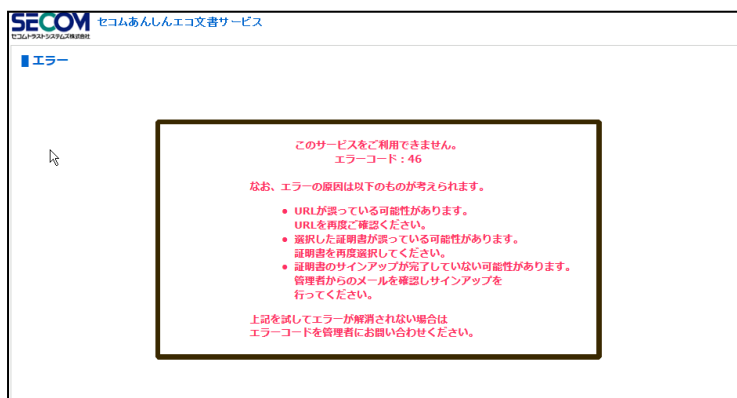 SECOM
セコムトラストシステムズ株式会社
セコムあんしんエコ文書サービス
エラー
このサービスをご利用できません。
エラーコード：46
なお、エラーの原因は以下のものが考えられます。
● URLが誤っている可能性があります。
URLを再度ご確認ください。
● 選択した証明書が誤っている可能性があります。
証明書を再度選択してください。
● 証明書のサインアップが完了していない可能性があります。
管理者からのメールを確認しサインアップを
行ってください。
上記を試してエラーが解消されない場合は
エラーコードを管理者にお問い合わせください。